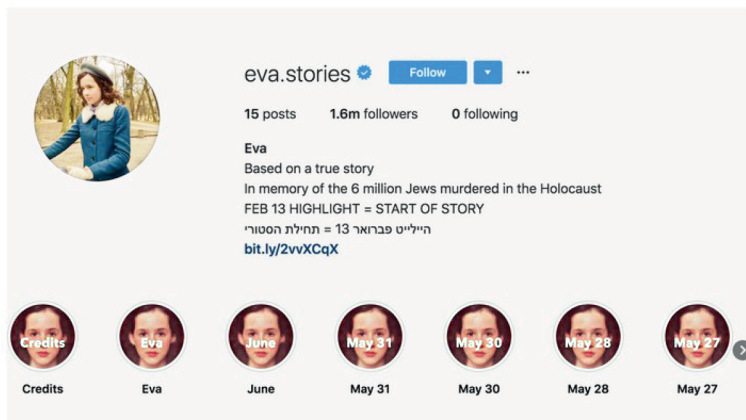 eva.stories Follow
15 posts 1.6m followers 0 following
Eva
Based on a true story
In memory of the 6 million Jews murdered in the Holocaust
FEB 13 HIGHLIGHT = START OF STORY
היילייט פברואר 13 = תחילת הסטורי
bit.ly/2vvXCqX
Credits Eva June May 31 May 30 May 28 May 27
Credits Eva June May 31 May 30 May 28 May 27